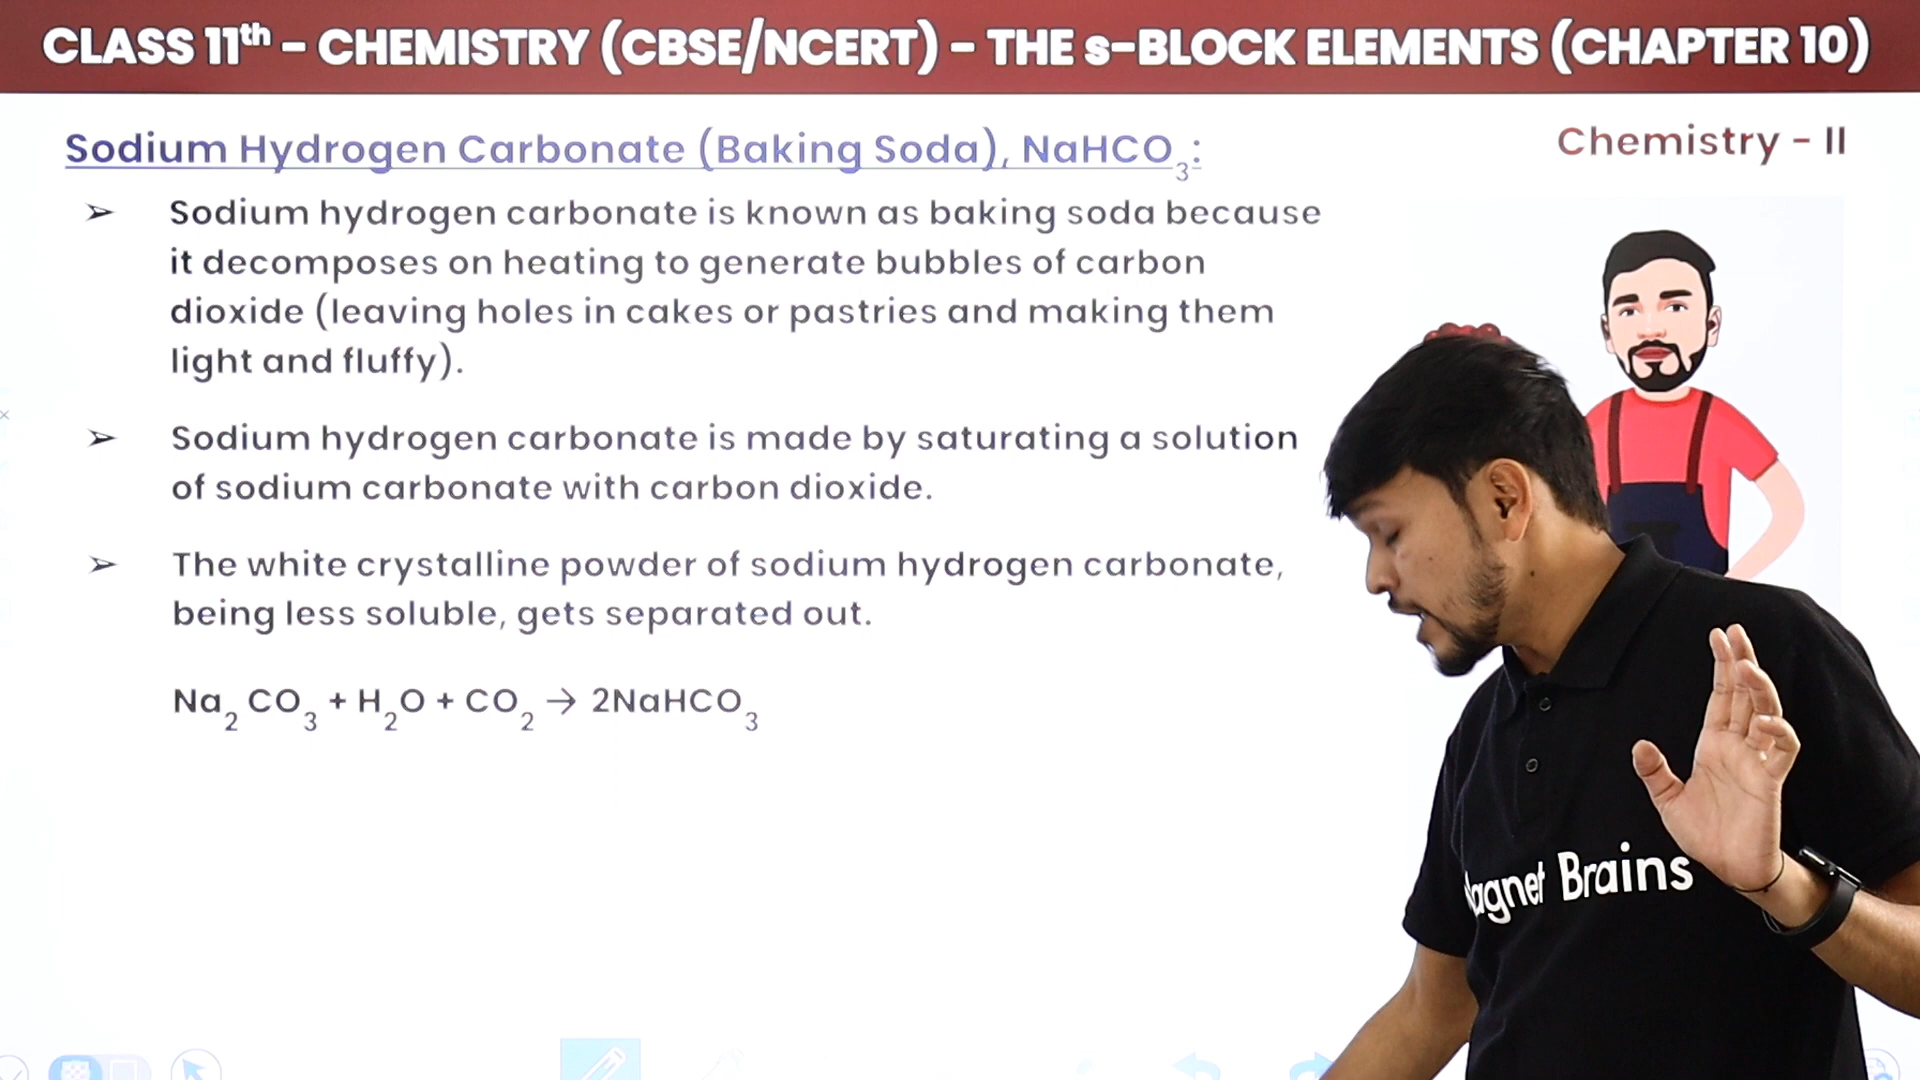 CLASS 11th – CHEMISTRY (CBSE/NCERT) – THE s-BLOCK ELEMENTS (CHAPTER 10)
Sodium Hydrogen Carbonate (Baking Soda), NaHCO₃:
Chemistry - II
➢ Sodium hydrogen carbonate is known as baking soda because
it decomposes on heating to generate bubbles of carbon
dioxide (leaving holes in cakes or pastries and making them
light and fluffy).
➢ Sodium hydrogen carbonate is made by saturating a solution
of sodium carbonate with carbon dioxide.
➢ The white crystalline powder of sodium hydrogen carbonate,
being less soluble, gets separated out.
Na₂ CO₃ + H₂O + CO₂ → 2NaHCO₃
Brains